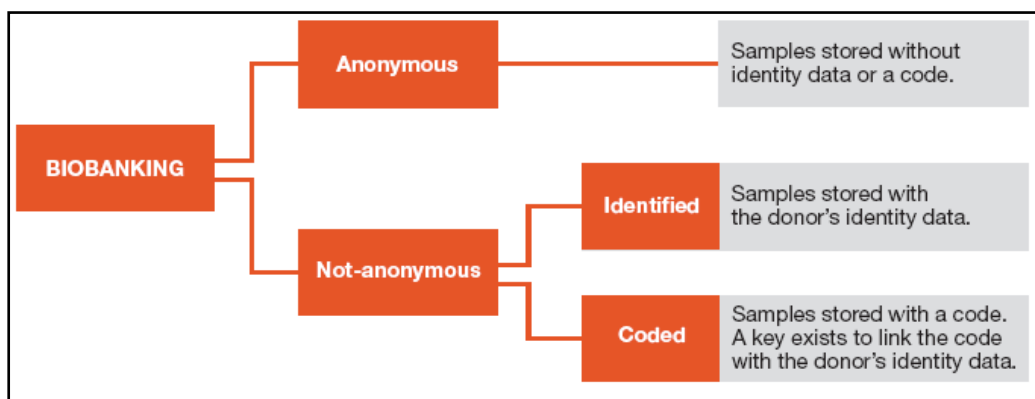 Anonymous
Samples stored without
identity data or a code.
BIOBANKING
Identified
Samples stored with
the donor's identity data.
Not-anonymous
Coded
Samples stored with a code.
A key exists to link the code
with the donor's identity data.